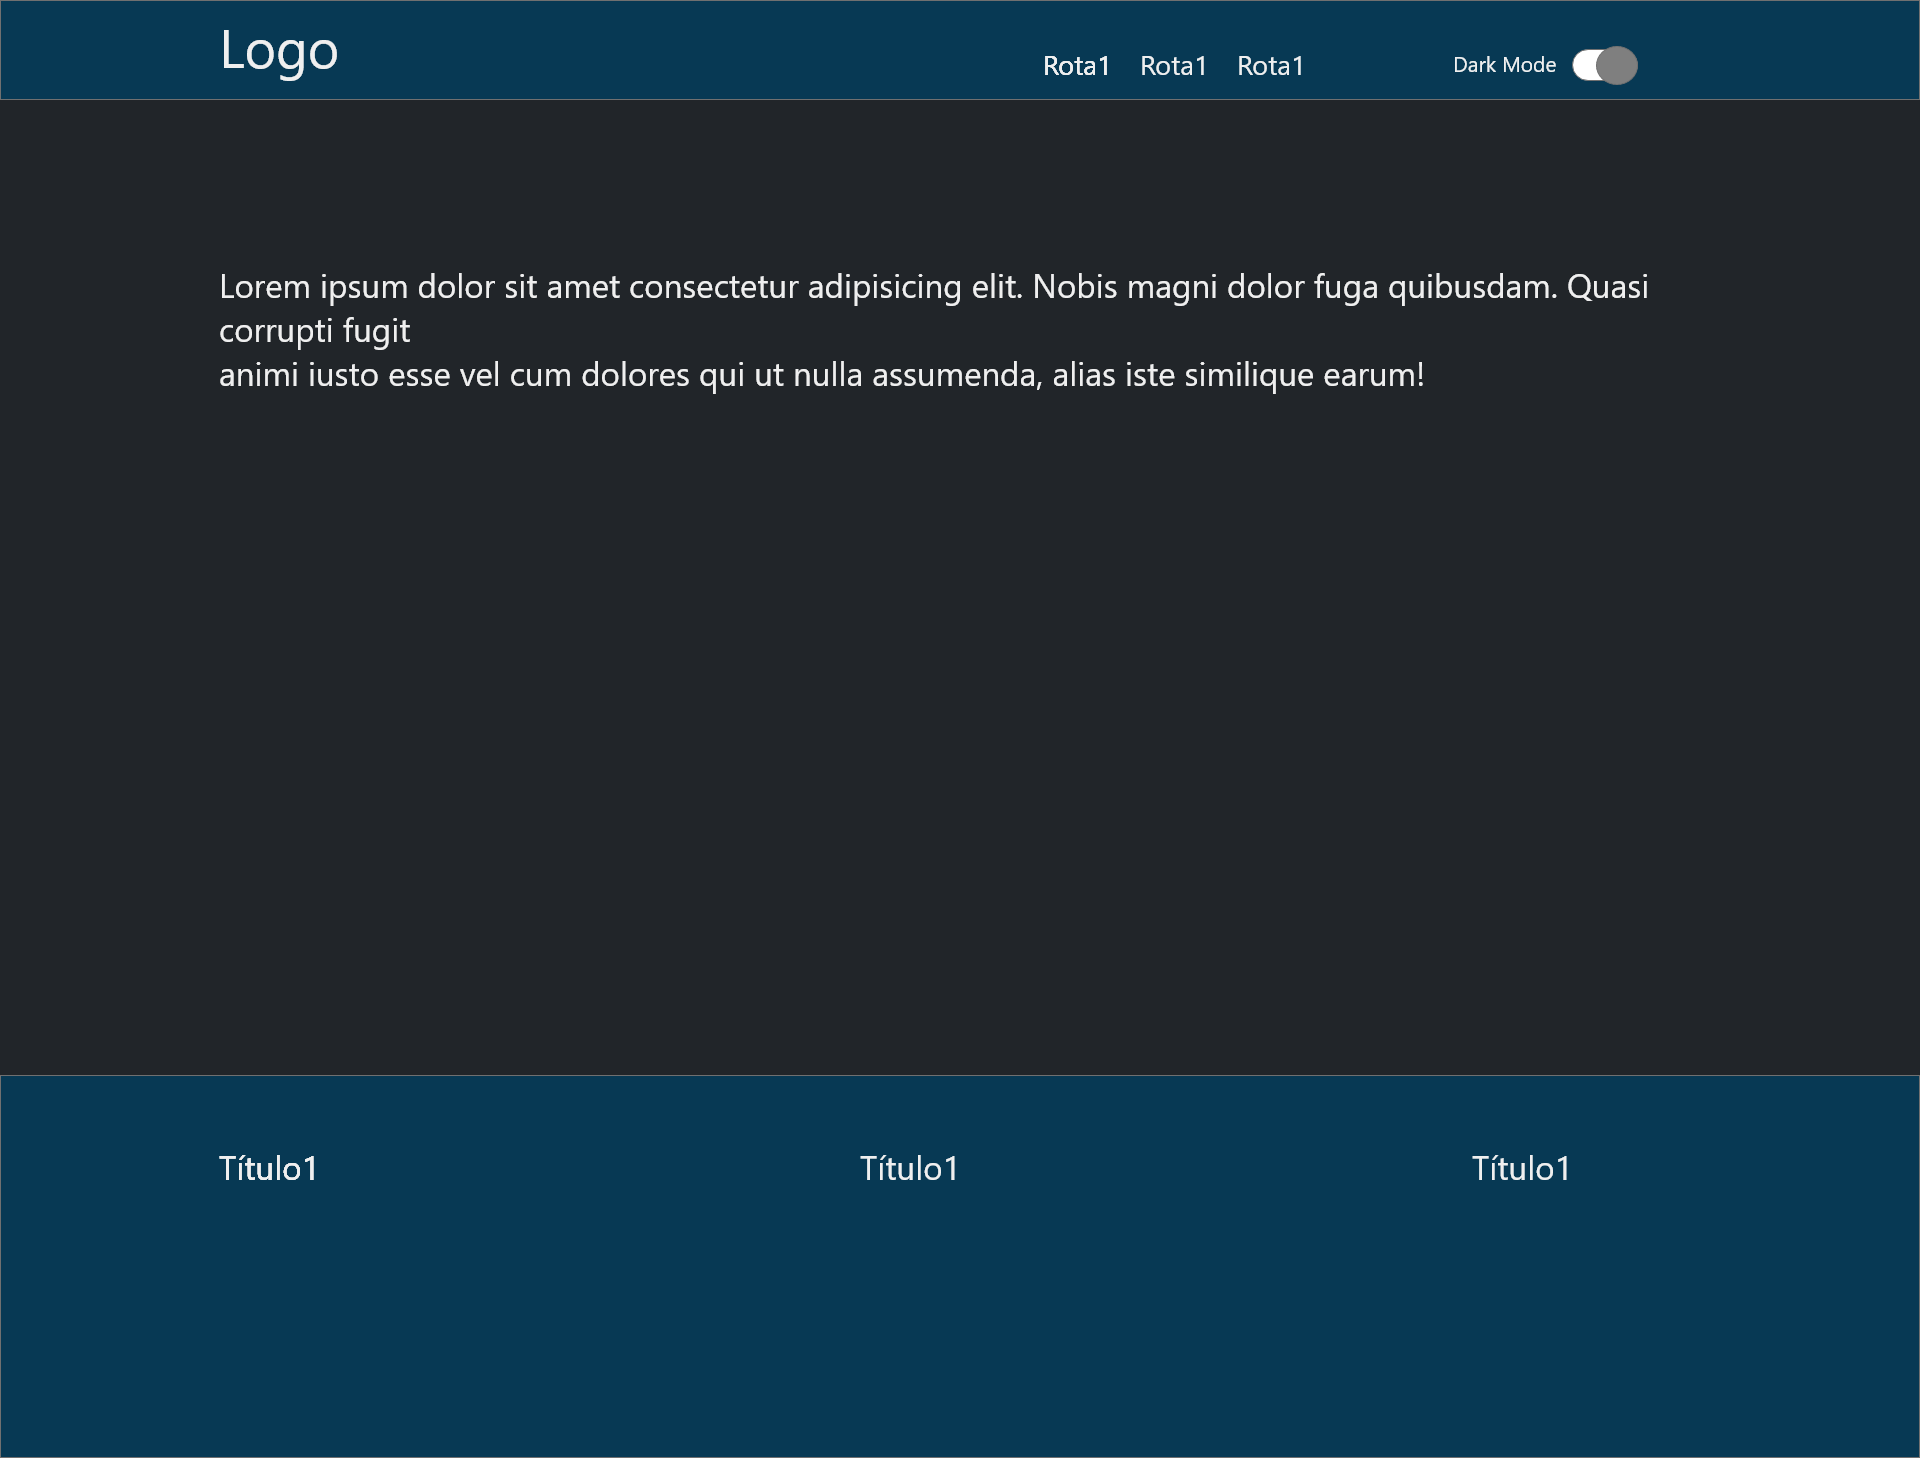 Logo
Rota1 Rota1 Rota1 Dark Mode
Lorem ipsum dolor sit amet consectetur adipisicing elit. Nobis magni dolor fuga quibusdam. Quasi
corrupti fugit
animi iusto esse vel cum dolores qui ut nulla assumenda, alias iste similique earum!
Título1 Título1 Título1